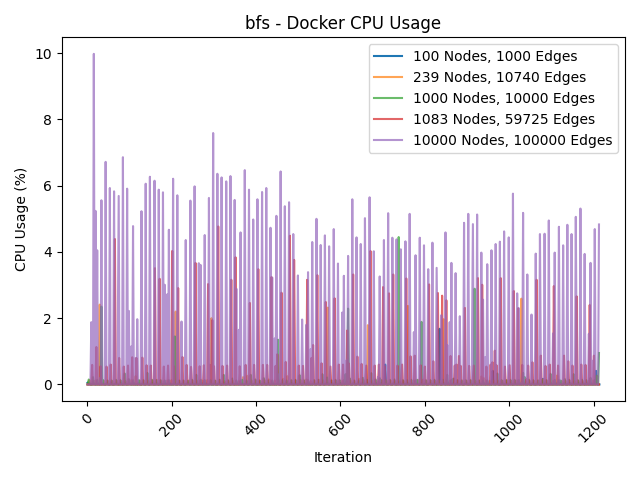 bfs - Docker CPU Usage
100 Nodes, 1000 Edges
239 Nodes, 10740 Edges
1000 Nodes, 10000 Edges
1083 Nodes, 59725 Edges
10000 Nodes, 100000 Edges
CPU Usage (%)
10
8
6
4
2
0
0
200
400
600
800
1000
1200
Iteration